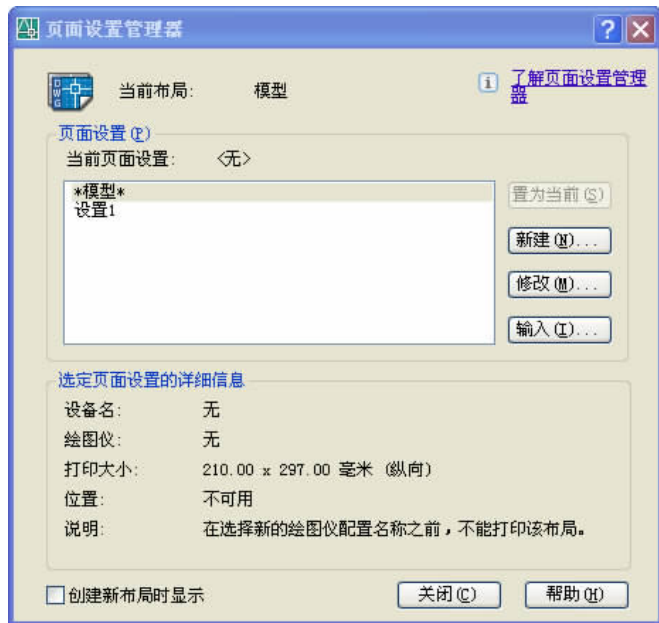 页面设置管理器
当前布局: 模型
了解页面设置管理器
页面设置(P)
当前页面设置: <无>
*模型*
设置1
置为当前(S)
新建(N)...
修改(M)...
输入(I)...
选定页面设置的详细信息
设备名: 无
绘图仪: 无
打印大小: 210.00 x 297.00 毫米 (纵向)
位置: 不可用
说明: 在选择新的绘图仪配置名称之前，不能打印该布局。
创建新布局时显示
关闭(C)
帮助(H)